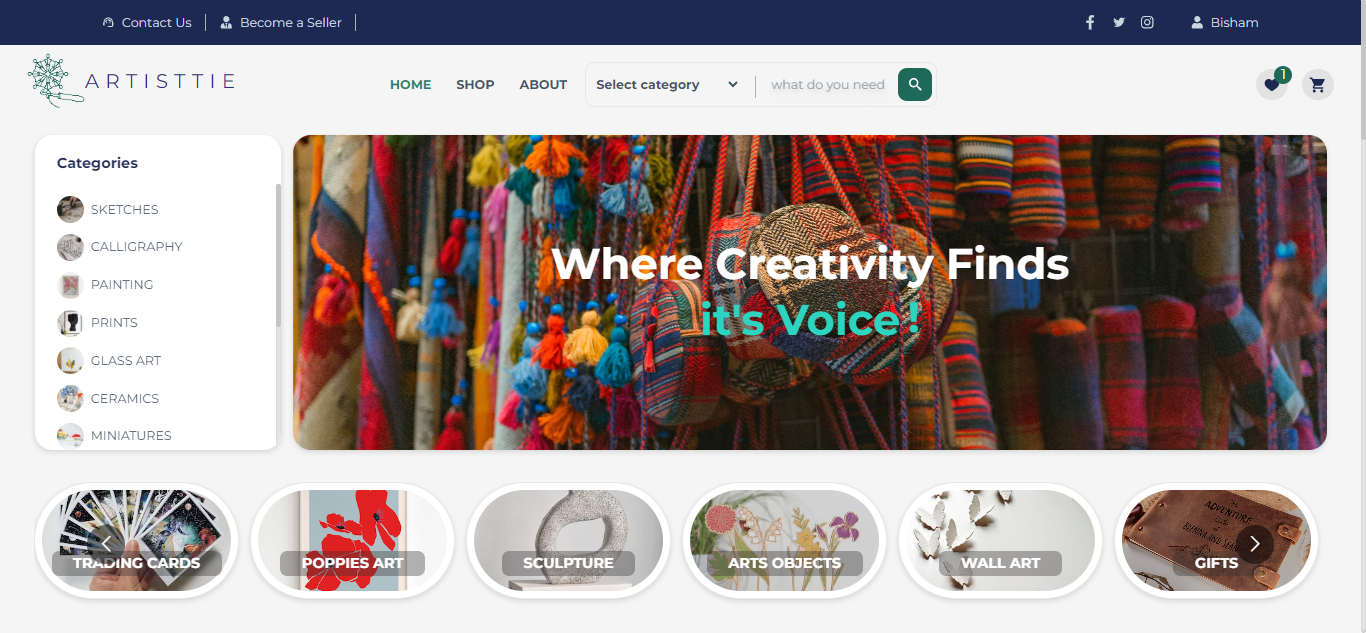 Contact Us
Become a Seller
Bisham
ARTISTTIE
HOME
SHOP
ABOUT
Select category
what do you need
1
Categories
SKETCHES
CALLIGRAPHY
PAINTING
PRINTS
GLASS ART
CERAMICS
MINIATURES
Where Creativity Finds
it's Voice!
TRADING CARDS
POPPIES ART
SCULPTURE
ARTS OBJECTS
WALL ART
ADVENTURE
GIFTS